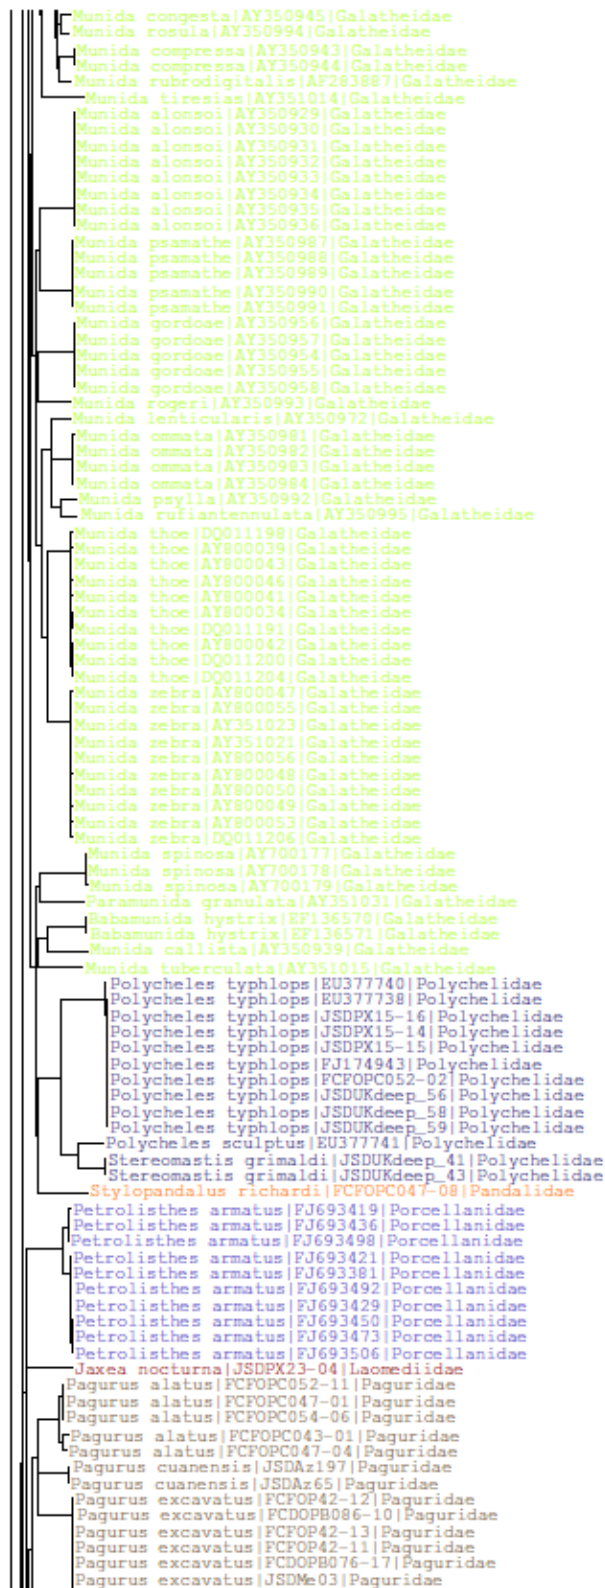 Munida congesta|AY350945|Galatheidae
Munida rosula|AY350994|Galatheidae
Munida compressa|AY350943|Galatheidae
Munida compressa|AY350944|Galatheidae
Munida rubrodigitalis|AF283887|Galatheidae
Munida tiresias|AY351014|Galatheidae
Munida alonsoi|AY350929|Galatheidae
Munida alonsoi|AY350930|Galatheidae
Munida alonsoi|AY350931|Galatheidae
Munida alonsoi|AY350932|Galatheidae
Munida alonsoi|AY350933|Galatheidae
Munida alonsoi|AY350934|Galatheidae
Munida alonsoi|AY350935|Galatheidae
Munida alonsoi|AY350936|Galatheidae
Munida psamathe|AY350987|Galatheidae
Munida psamathe|AY350988|Galatheidae
Munida psamathe|AY350989|Galatheidae
Munida psamathe|AY350990|Galatheidae
Munida psamathe|AY350991|Galatheidae
Munida gordoae|AY350956|Galatheidae
Munida gordoae|AY350957|Galatheidae
Munida gordoae|AY350954|Galatheidae
Munida gordoae|AY350955|Galatheidae
Munida gordoae|AY350958|Galatheidae
Munida rogeri|AY350993|Galatheidae
Munida lenticularis|AY350972|Galatheidae
Munida ommata|AY350981|Galatheidae
Munida ommata|AY350982|Galatheidae
Munida ommata|AY350983|Galatheidae
Munida ommata|AY350984|Galatheidae
Munida psylla|AY350992|Galatheidae
Munida rufiantennulata|AY350995|Galatheidae
Munida thoe|DQ011198|Galatheidae
Munida thoe|AY800039|Galatheidae
Munida thoe|AY800043|Galatheidae
Munida thoe|AY800046|Galatheidae
Munida thoe|AY800041|Galatheidae
Munida thoe|AY800034|Galatheidae
Munida thoe|DQ011191|Galatheidae
Munida thoe|AY800042|Galatheidae
Munida thoe|DQ011200|Galatheidae
Munida thoe|DQ011204|Galatheidae
Munida zebra|AY800047|Galatheidae
Munida zebra|AY800055|Galatheidae
Munida zebra|AY351023|Galatheidae
Munida zebra|AY351021|Galatheidae
Munida zebra|AY800056|Galatheidae
Munida zebra|AY800048|Galatheidae
Munida zebra|AY800050|Galatheidae
Munida zebra|AY800049|Galatheidae
Munida zebra|AY800053|Galatheidae
Munida zebra|DQ011206|Galatheidae
Munida spinosa|AY700177|Galatheidae
Munida spinosa|AY700178|Galatheidae
Munida spinosa|AY700179|Galatheidae
Paramunida granulata|AY351031|Galatheidae
Babamunida hystrix|EF136570|Galatheidae
Babamunida hystrix|EF136571|Galatheidae
Munida callista|AY350939|Galatheidae
Munida tuberculata|AY351015|Galatheidae
Polycheles typhlops|EU377740|Polychelidae
Polycheles typhlops|EU377738|Polychelidae
Polycheles typhlops|JSDPX15-16|Polychelidae
Polycheles typhlops|JSDPX15-14|Polychelidae
Polycheles typhlops|JSDPX15-15|Polychelidae
Polycheles typhlops|FJ174943|Polychelidae
Polycheles typhlops|FCFOPC052-02|Polychelidae
Polycheles typhlops|JSDUKdeep_56|Polychelidae
Polycheles typhlops|JSDUKdeep_58|Polychelidae
Polycheles typhlops|JSDUKdeep_59|Polychelidae
Polycheles sculptus|EU377741|Polychelidae
Stereomastis grimaldi|JSDUKdeep_41|Polychelidae
Stereomastis grimaldi|JSDUKdeep_43|Polychelidae
Stylopandalus richardi|FCFOPC047-08|Pandalidae
Petrolisthes armatus|FJ693419|Porcellanidae
Petrolisthes armatus|FJ693436|Porcellanidae
Petrolisthes armatus|FJ693498|Porcellanidae
Petrolisthes armatus|FJ693421|Porcellanidae
Petrolisthes armatus|FJ693381|Porcellanidae
Petrolisthes armatus|FJ693492|Porcellanidae
Petrolisthes armatus|FJ693429|Porcellanidae
Petrolisthes armatus|FJ693450|Porcellanidae
Petrolisthes armatus|FJ693473|Porcellanidae
Petrolisthes armatus|FJ693506|Porcellanidae
Jaxea nocturna|JSDPX23-04|Laomediidae
Pagurus alatus|FCFOPC052-11|Paguridae
Pagurus alatus|FCFOPC047-01|Paguridae
Pagurus alatus|FCFOPC054-06|Paguridae
Pagurus alatus|FCFOPC043-01|Paguridae
Pagurus alatus|FCFOPC047-04|Paguridae
Pagurus cuanensis|JSDAz197|Paguridae
Pagurus cuanensis|JSDAz65|Paguridae
Pagurus excavatus|FCFOP42-12|Paguridae
Pagurus excavatus|FCDOPB086-10|Paguridae
Pagurus excavatus|FCFOP42-13|Paguridae
Pagurus excavatus|FCFOP42-11|Paguridae
Pagurus excavatus|FCDOPB076-17|Paguridae
Pagurus excavatus|JSDMe03|Paguridae